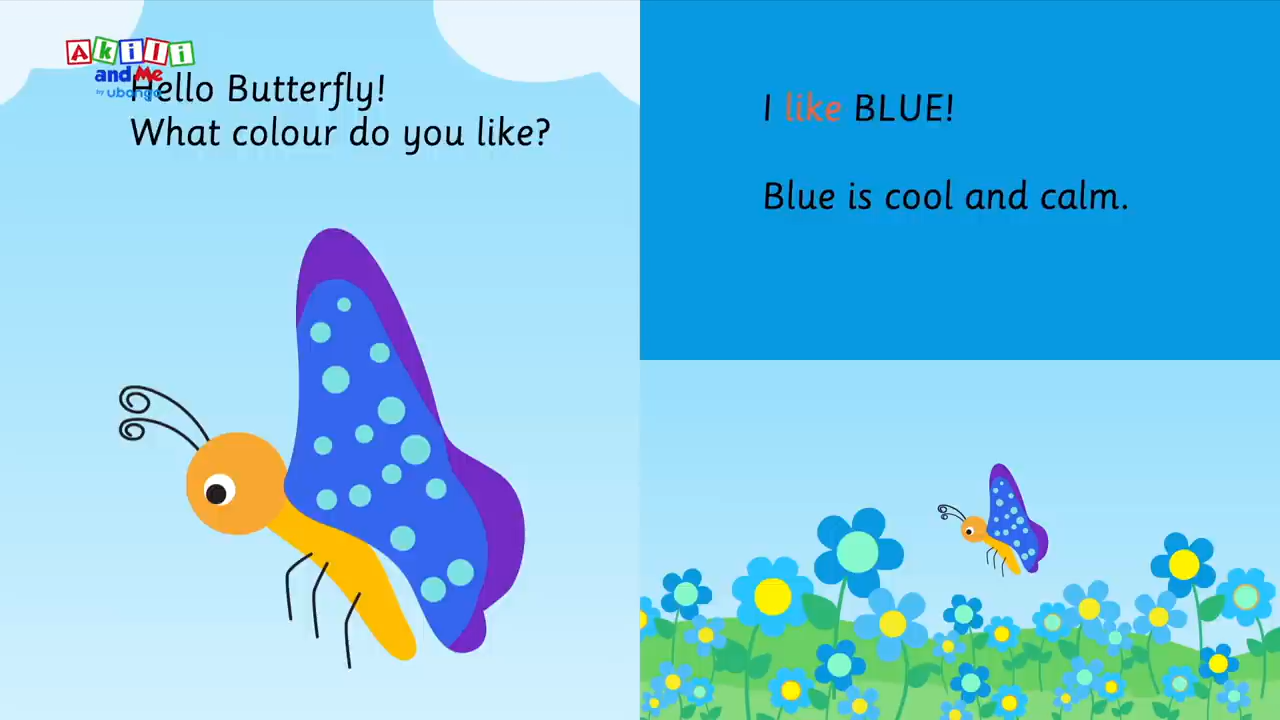 Akili
and Me
by ubongo
Hello Butterfly!
What colour do you like?
I like BLUE!
Blue is cool and calm.